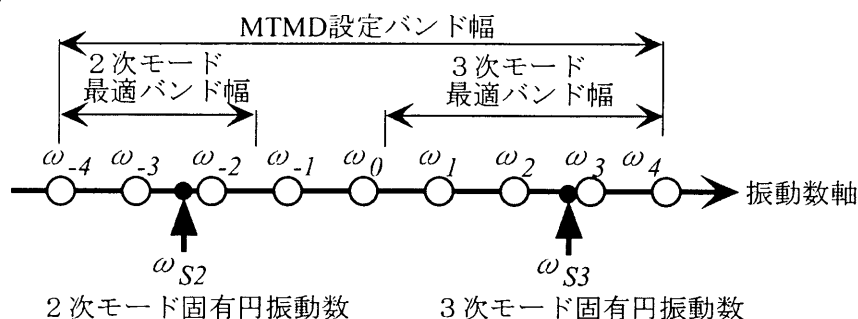 MTMD設定バンド幅
2次モード
最適バンド幅
3次モード
最適バンド幅
ω-4 ω-3 ω-2 ω-1 ω0 ω1 ω2 ω3 ω4
振動数軸
ωS2
ωS3
2次モード固有円振動数
3次モード固有円振動数